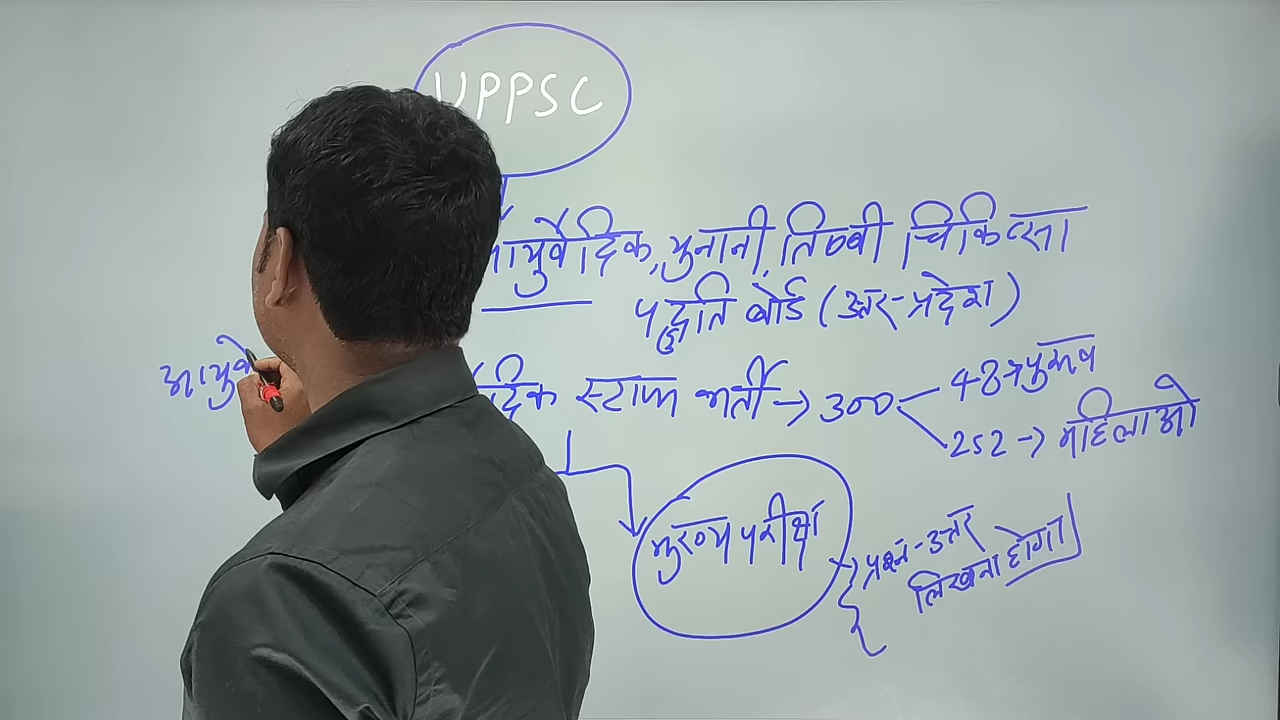 UPPSC
आयुर्वेदिक, युनानी, तिब्बी चिकित्सा
पद्धति बोर्ड (उत्तर-प्रदेश)
दिक स्टाफ भर्ती → 300
48 → पुरूष
252 → महिलाओ
आयुर्वे
मुख्य परीक्षा
प्रश्न-उत्तर
लिखना होगा